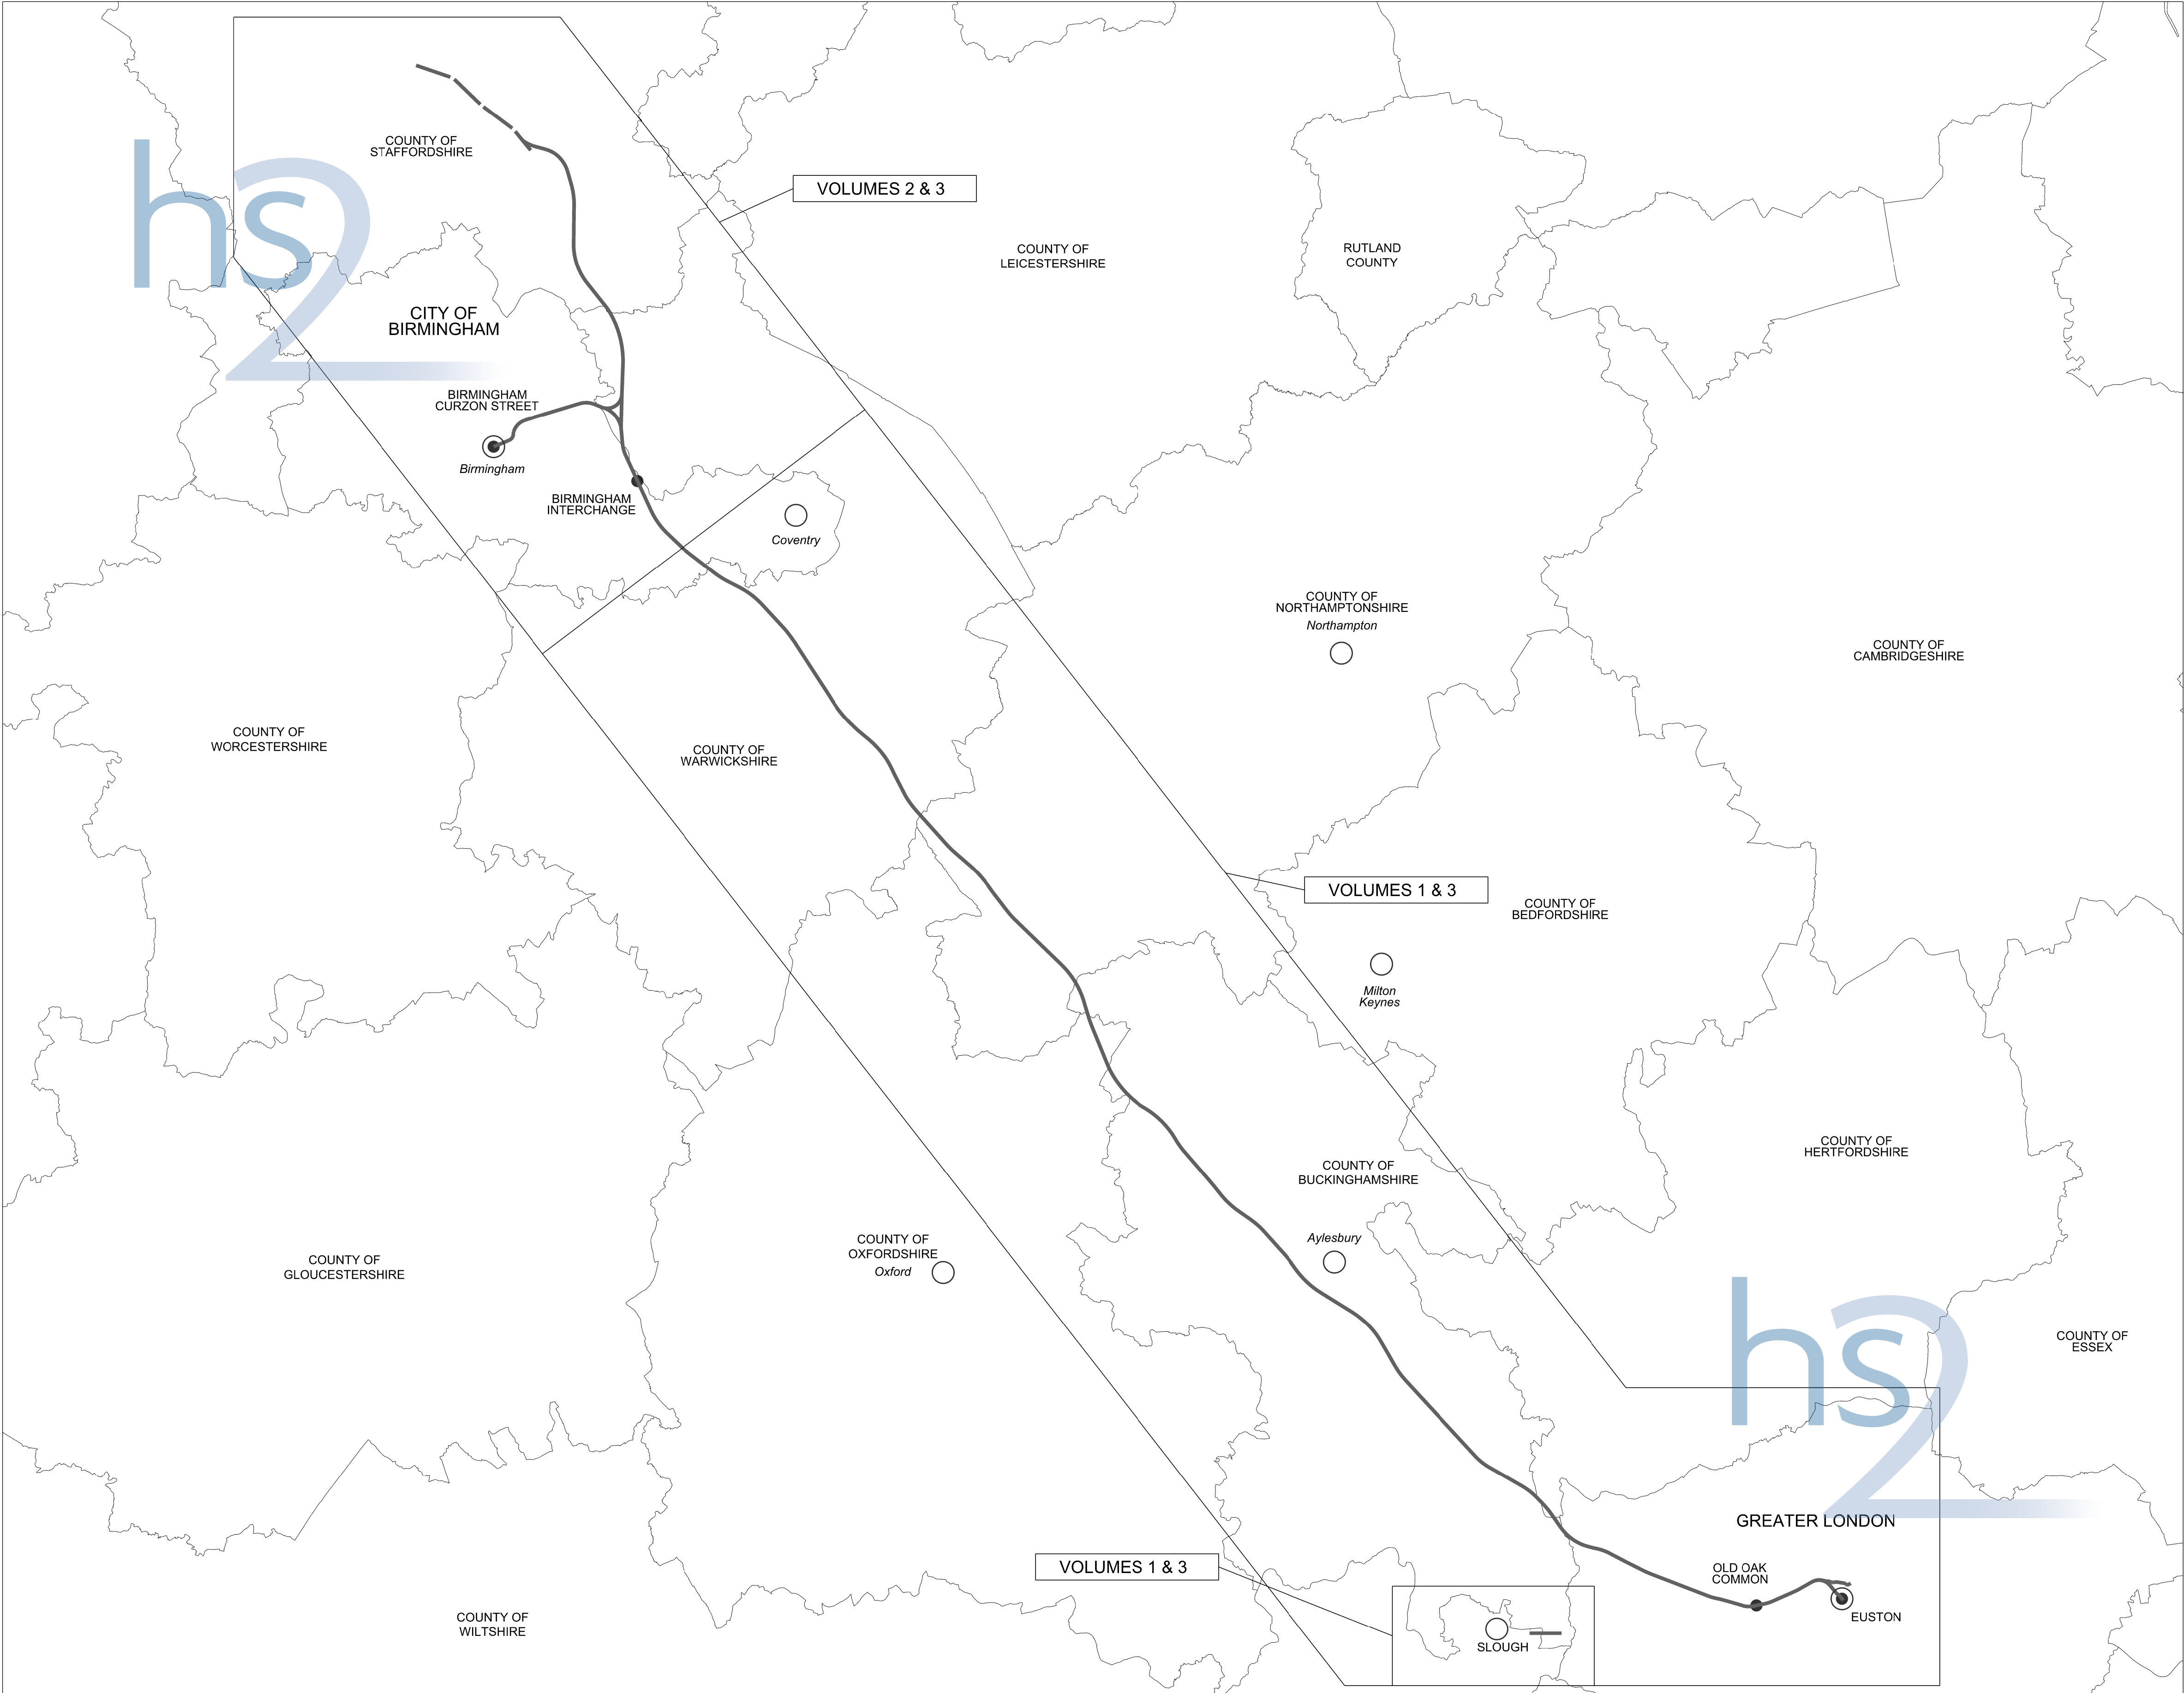 COUNTY OF
STAFFORDSHIRE
hs2
VOLUMES 2 & 3
COUNTY OF
LEICESTERSHIRE
RUTLAND
COUNTY
CITY OF
BIRMINGHAM
BIRMINGHAM
CURZON STREET
Birmingham
BIRMINGHAM
INTERCHANGE
Coventry
COUNTY OF
NORTHAMPTONSHIRE
Northampton
COUNTY OF
CAMBRIDGESHIRE
COUNTY OF
WORCESTERSHIRE
COUNTY OF
WARWICKSHIRE
VOLUMES 1 & 3
COUNTY OF
BEDFORDSHIRE
Milton
Keynes
COUNTY OF
HERTFORDSHIRE
COUNTY OF
BUCKINGHAMSHIRE
Aylesbury
COUNTY OF
OXFORDSHIRE
Oxford
COUNTY OF
GLOUCESTERSHIRE
hs2
COUNTY OF
ESSEX
GREATER LONDON
VOLUMES 1 & 3
OLD OAK
COMMON
EUSTON
COUNTY OF
WILTSHIRE
SLOUGH